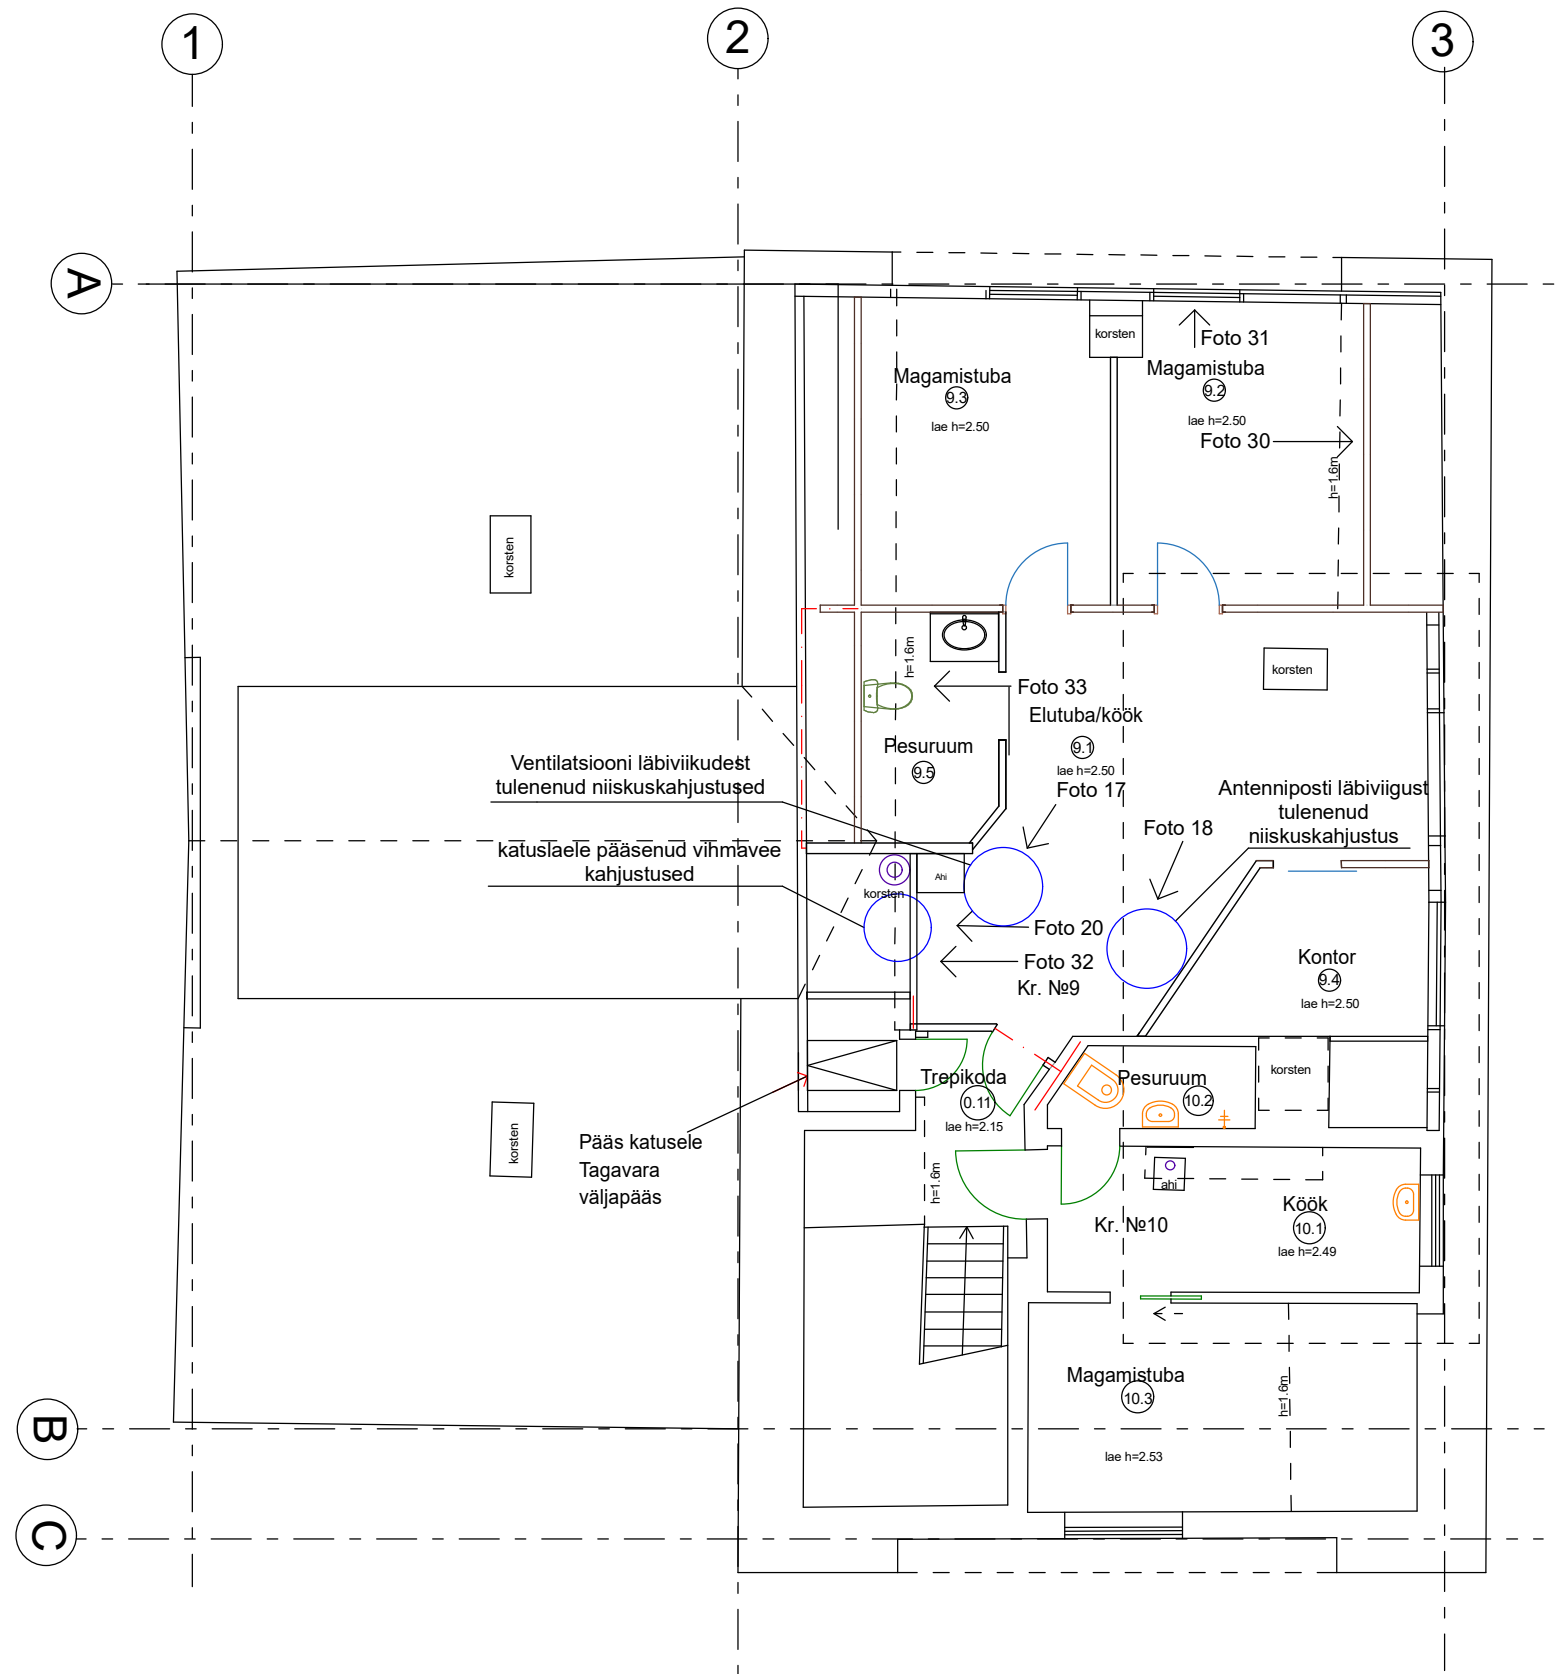 1
2
3
A
korsten
Foto 31
Magamistuba
9.3
lae h=2.50
Magamistuba
9.2
lae h=2.50
Foto 30
h=1.6m
korsten
h=1.6m
korsten
Foto 33
Elutuba/köök
9.1
lae h=2.50
Pesuruum
9.5
Ventilatsiooni läbiviikudest
tulenenud niiskuskahjustused
Foto 17
Antenniposti läbiviigust
tulenenud
niiskuskahjustus
Foto 18
katuslaele pääsenud vihmavee
kahjustused
Ahi
korsten
Foto 20
Foto 32
Kr. №9
Kontor
9.4
lae h=2.50
Trepikoda
0.11
lae h=2.15
Pesuruum
10.2
korsten
korsten
Pääs katusele
Tagavara
väljapääs
h=1.6m
ahi
Kr. №10
Köök
10.1
lae h=2.49
Magamistuba
10.3
h=1.6m
lae h=2.53
B
C